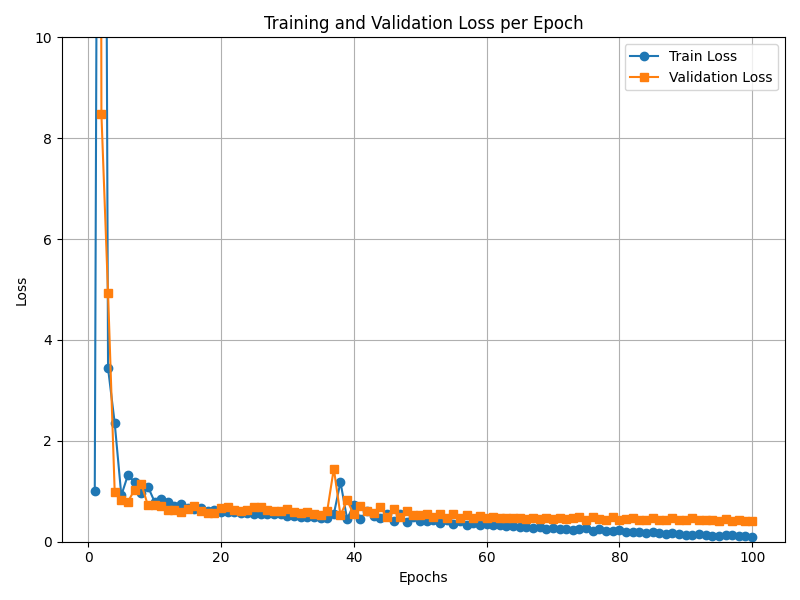 Training and Validation Loss per Epoch
Train Loss
Validation Loss
Loss
10
8
6
4
2
0
0 20 40 60 80 100
Epochs